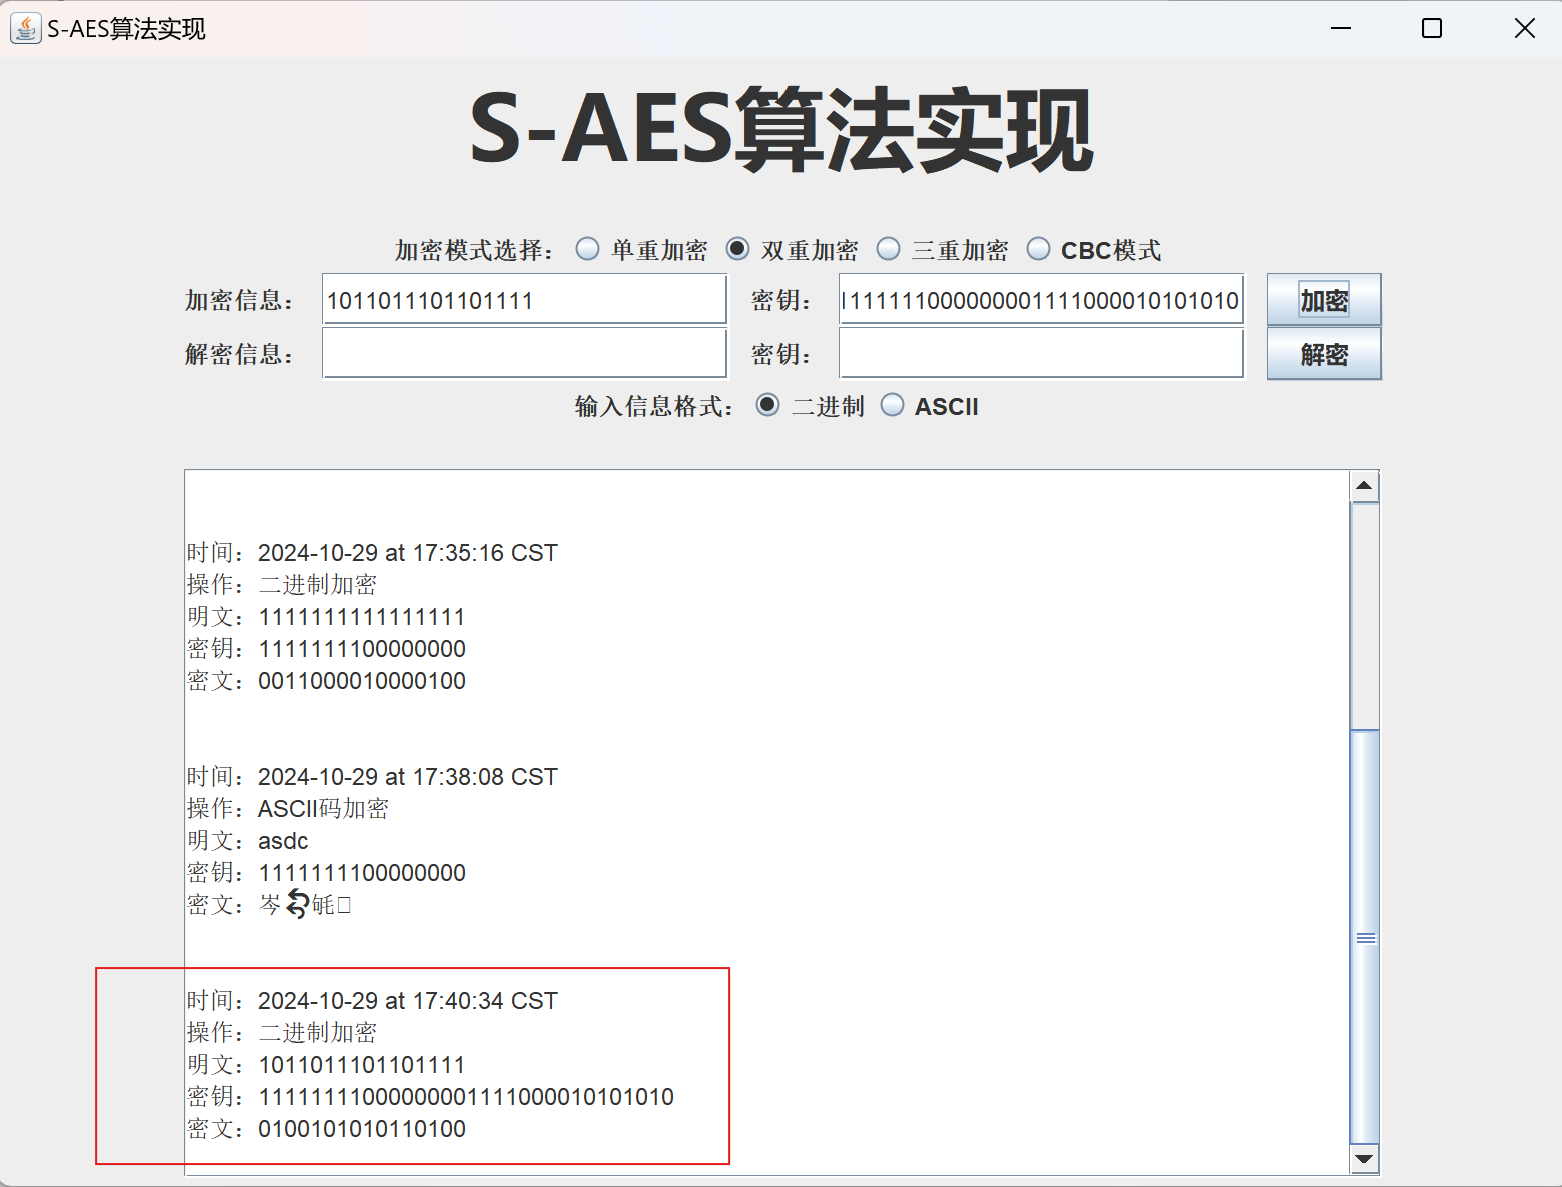 S-AES算法实现
S-AES算法实现
加密模式选择： 单重加密 双重加密 三重加密 CBC模式
加密信息： 1011011101101111 密钥： 1111111000000001111000010101010 加密
解密信息： 密钥： 解密
输入信息格式： 二进制 ASCII
时间：2024-10-29 at 17:35:16 CST
操作：二进制加密
明文：1111111111111111
密钥：1111111100000000
密文：0011000010000100
时间：2024-10-29 at 17:38:08 CST
操作：ASCII码加密
明文：asdc
密钥：1111111100000000
密文：岑
时间：2024-10-29 at 17:40:34 CST
操作：二进制加密
明文：1011011101101111
密钥：11111111000000001111000010101010
密文：0100101010110100